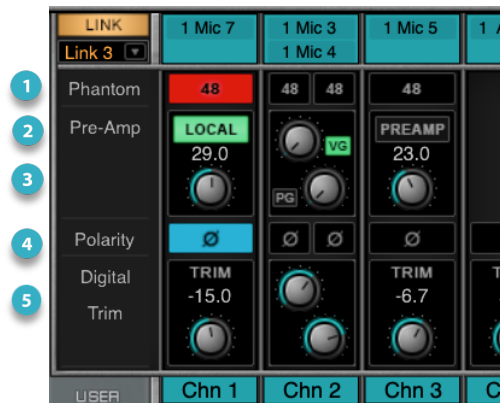 LINK
1 Mic 7
1 Mic 3
1 Mic 5
1
Link 3
1 Mic 4
1
Phantom
48
48
48
48
2
Pre-Amp
LOCAL
VG
PREAMP
29.0
23.0
3
PG
4
Polarity
Ø
Ø
Ø
Ø
5
Digital
Trim
TRIM
-15.0
TRIM
-6.7
T
USER
Chn 1
Chn 2
Chn 3
C